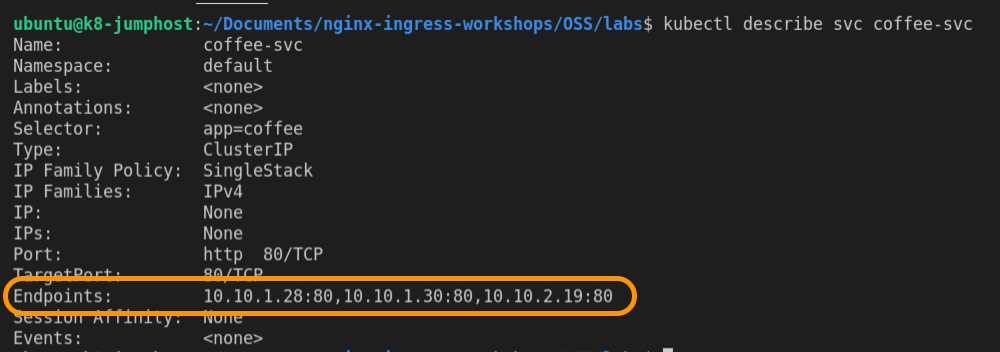 ubuntu@k8-jumphost:~/Documents/nginx-ingress-workshops/OSS/labs$ kubectl describe svc coffee-svc
Name: coffee-svc
Namespace: default
Labels: <none>
Annotations: <none>
Selector: app=coffee
Type: ClusterIP
IP Family Policy: SingleStack
IP Families: IPv4
IP: None
IPs: None
Port: http 80/TCP
TargetPort: 80/TCP
Endpoints: 10.10.1.28:80,10.10.1.30:80,10.10.2.19:80
Session Affinity: None
Events: <none>